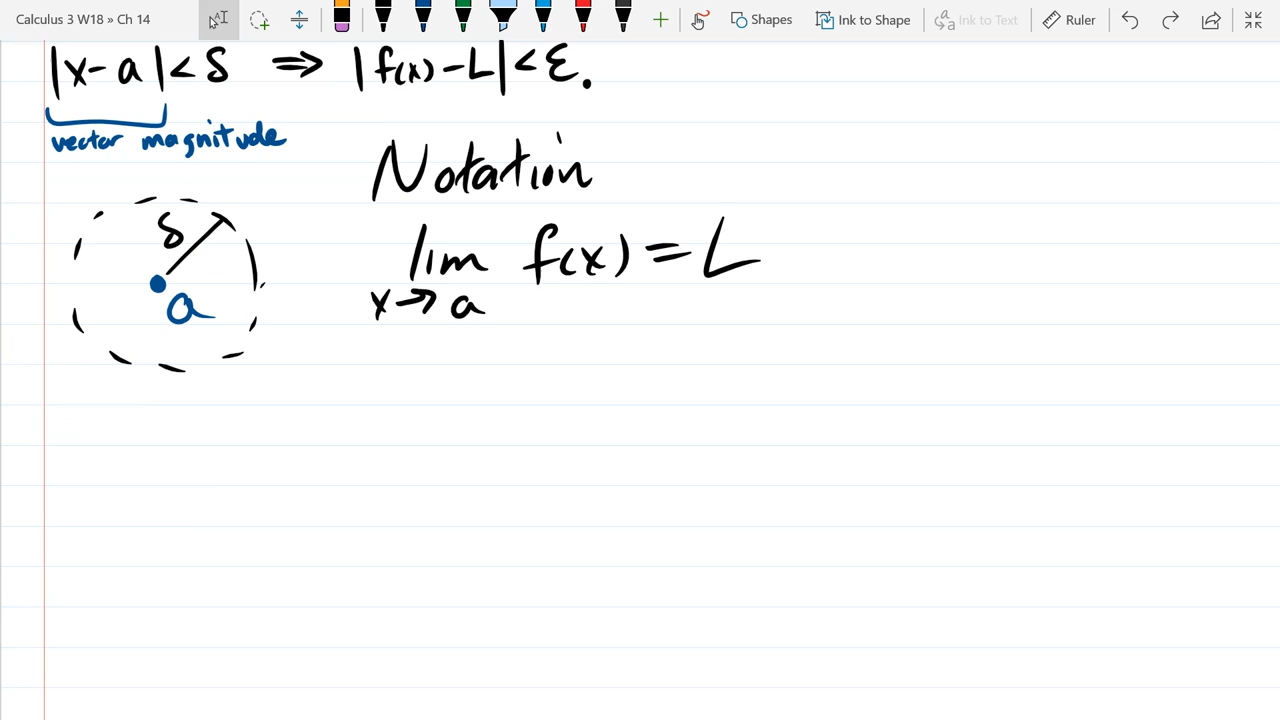 Calculus 3 W18 » Ch 14
Shapes
Ink to Shape
Ink to Text
Ruler
|x-a|<δ ⇒ |f(x)-L|<ε.
vector magnitude
Notation
δ
lim f(x)=L
x→a
a